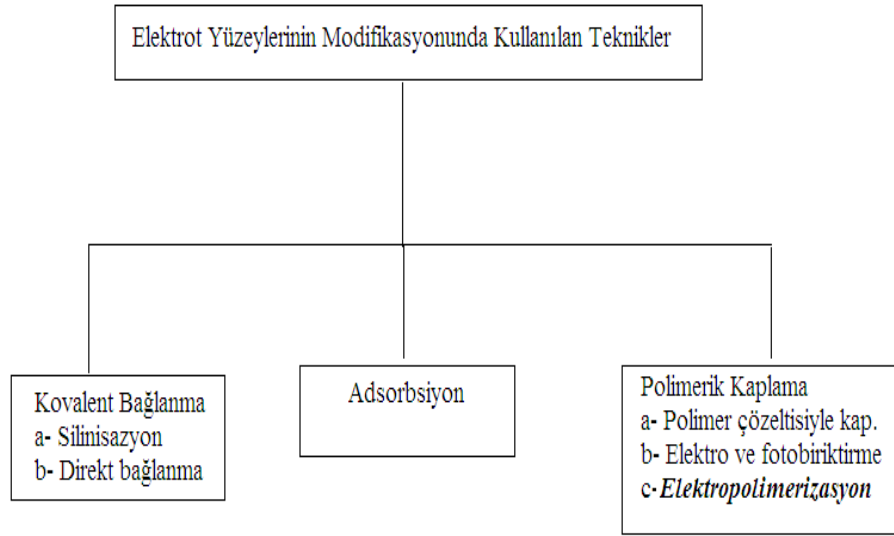 Elektrot Yüzeylerinin Modifikasyonunda Kullanılan Teknikler
Kovalent Bağlanma
a- Silinisazyon
b- Direkt bağlanma
Adsorbsiyon
Polimerik Kaplama
a- Polimer çözeltisiyle kap.
b- Elektro ve fotobiriktirme
c-Elektropolimerizasyon